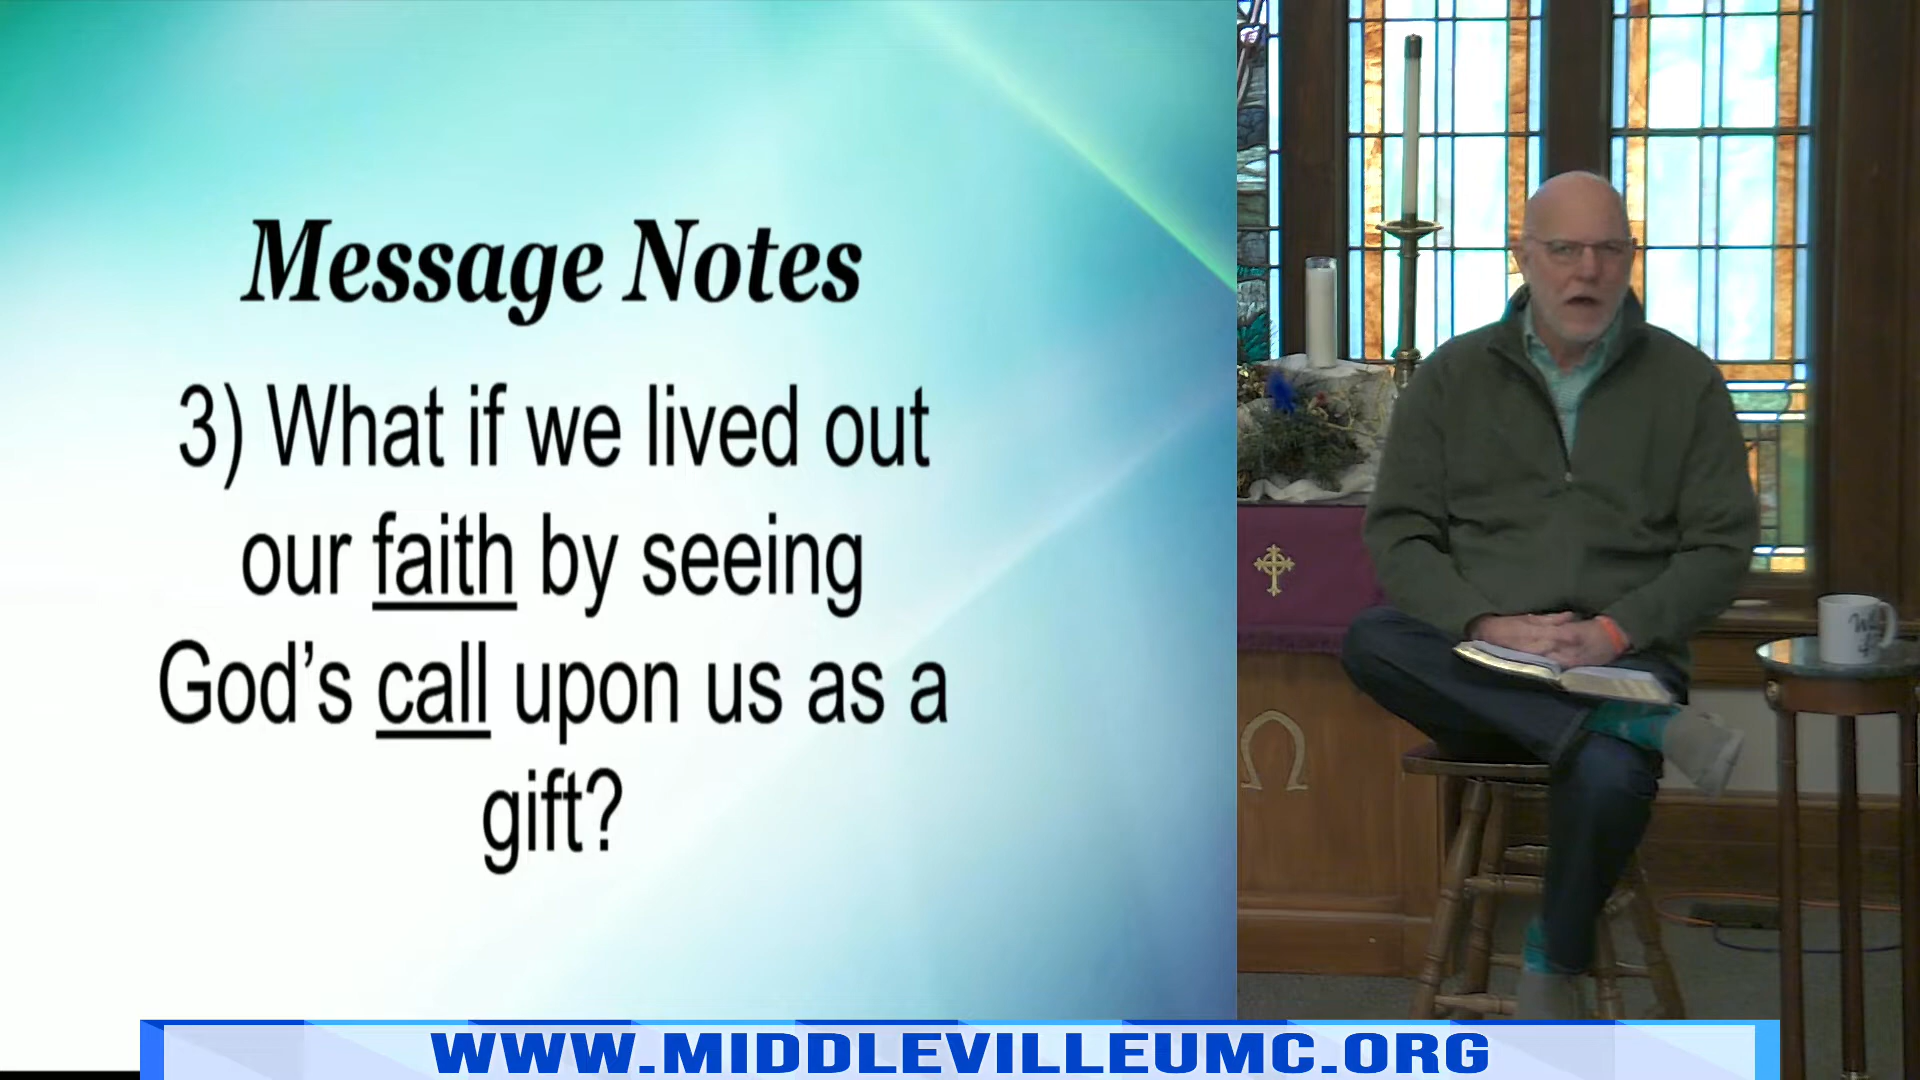 Message Notes
3) What if we lived out
our faith by seeing
God's call upon us as a
gift?
WWW.MIDDLEVILLEUMC.ORG